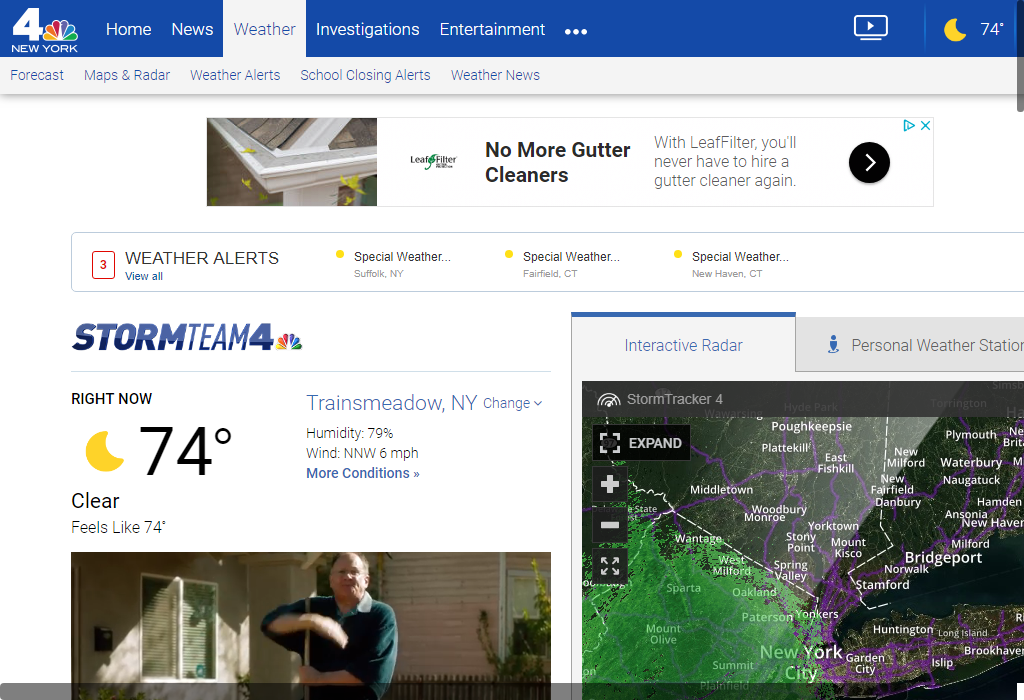 4
NEW YORK
Home
News
Weather
Investigations
Entertainment
74°
Forecast
Maps & Radar
Weather Alerts
School Closing Alerts
Weather News
LeafFilter
No More Gutter
Cleaners
With LeafFilter, you'll
never have to hire a
gutter cleaner again.
3
WEATHER ALERTS
View all
Special Weather...
Suffolk, NY
Special Weather...
Fairfield, CT
Special Weather...
New Haven, CT
STORMTEAM4
RIGHT NOW
74°
Clear
Feels Like 74°
Trainsmeadow, NY
Change
Humidity: 79%
Wind: NNW 6 mph
More Conditions »
Interactive Radar
Personal Weather Station
StormTracker 4
EXPAND
Simsb
Torrington
Hyde Park
Wawarsing
Poughkeepsie
Plymouth
Plattekill
East
Fishkill
New
Milford
Waterbury
Naugatuck
Middletown
New
Fairfield
Danbury
Hamden
Woodbury
Monroe
Ansonia
New Haven
Yorktown
Wantage
Stony
Point
Mount
Kisco
Milford
Bridgeport
West
Milford
Spring
Valley
Norwalk
Stamford
Sparta
Oakland
Paterson
Yonkers
Mount
Olive
Huntington
Long Island
New York
City
Garden
City
Islip
Brookhaven
Summit
Plainfield